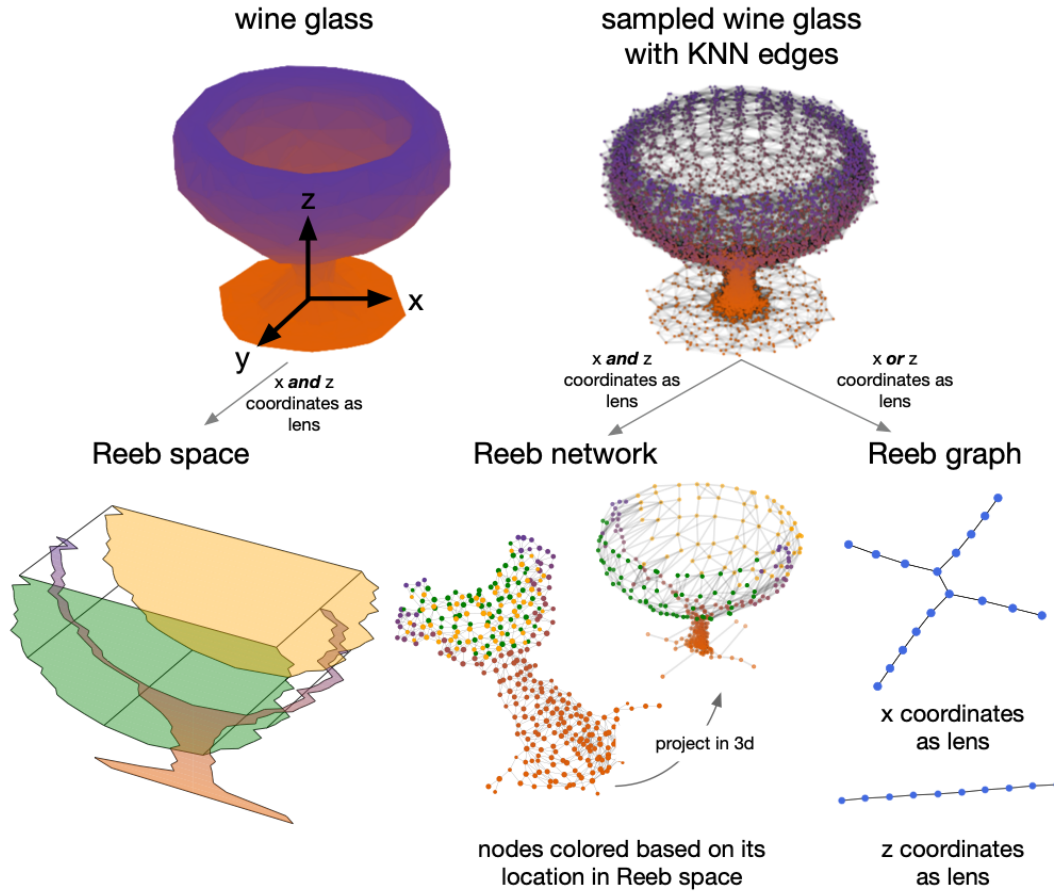 wine glass
sampled wine glass
with KNN edges
z
x
y
x and z
coordinates as
lens
x and z
coordinates as
lens
x or z
coordinates as
lens
Reeb space
Reeb network
Reeb graph
project in 3d
x coordinates
as lens
nodes colored based on its
location in Reeb space
z coordinates
as lens